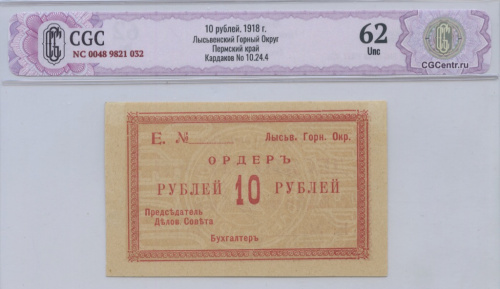 CGC
NC 0048 9821 032
10 рублей, 1918 г.
Лысьвенский Горный Округ
Пермский край
Кардаков No 10.24.4
62
Unc
CGCentr.ru
Е. №
Лысьв. Горн. Окр.
ОРДЕРЪ
РУБЛЕЙ 10 РУБЛЕЙ
Предсѣдатель
Дѣлов Совѣта
Бухгалтеръ